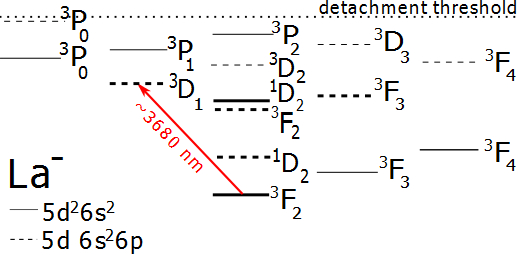 detachment threshold
³P₀
³P₀
³P₁
³D₁
³P₂
³D₂
¹D₂
³F₂
¹D₂
³F₂
³D₃
³F₃
³F₃
³F₄
³F₄
~3680 nm
La⁻
5d²6s²
5d 6s²6p